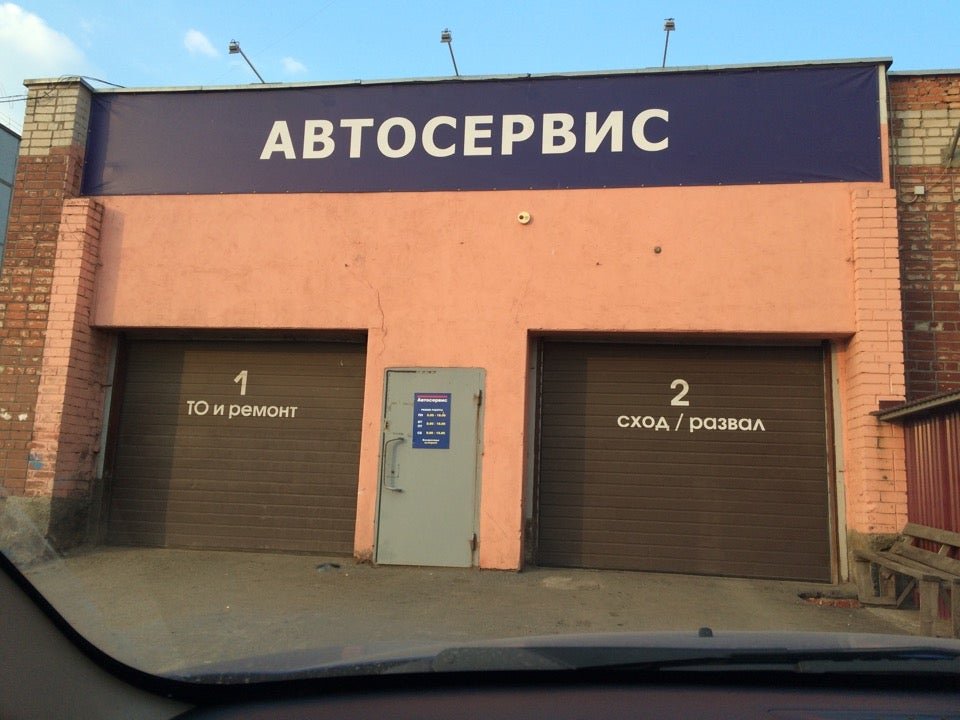 АВТОСЕРВИС
1
ТО и ремонт
Автосервис
2
сход / развал